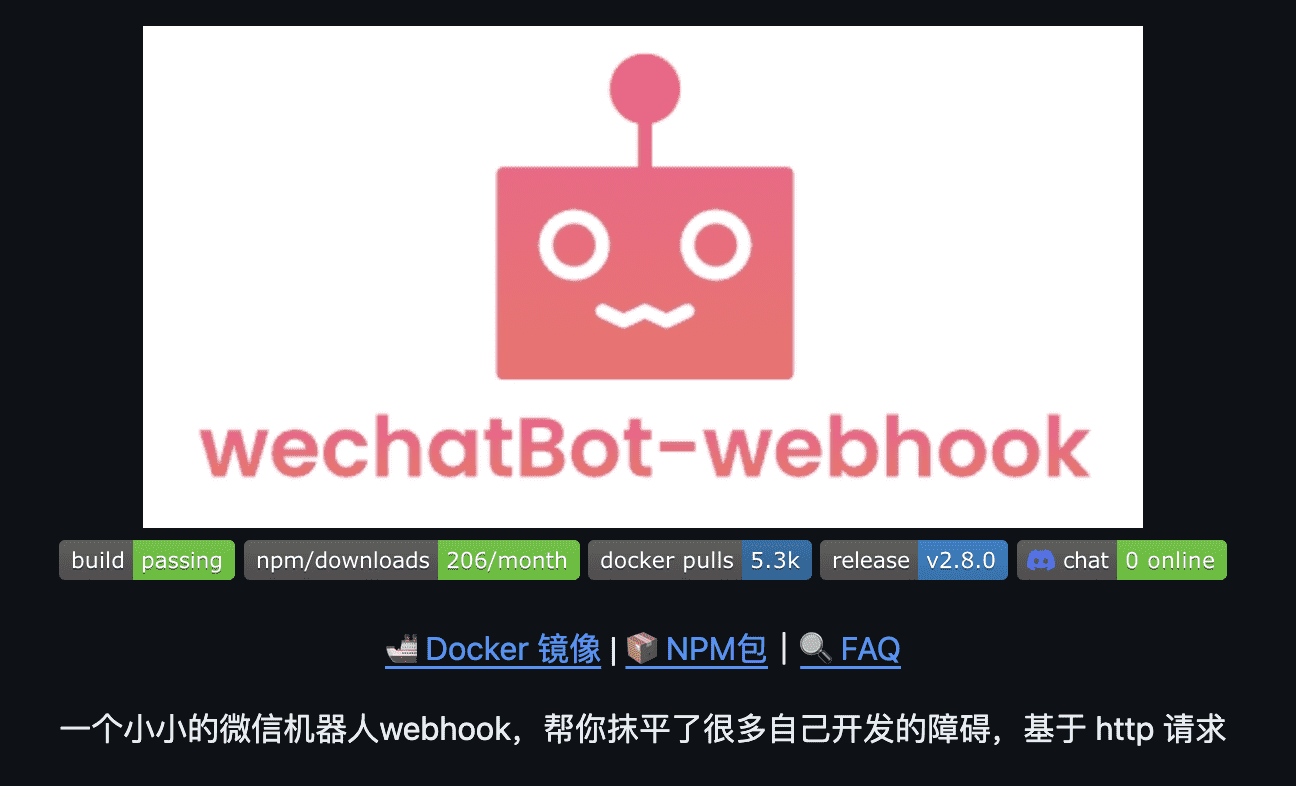 wechatBot-webhook
build passing npm/downloads 206/month docker pulls 5.3k release v2.8.0 chat 0 online
🚢 Docker 镜像 | 📦 NPM包 | 🔍 FAQ
一个小小的微信机器人webhook，帮你抹平了很多自己开发的障碍，基于 http 请求